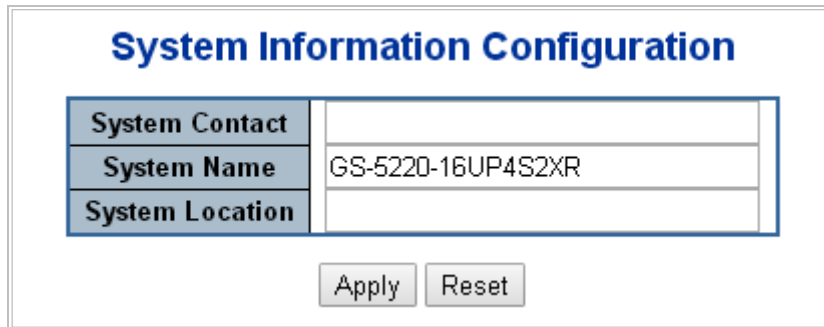 System Information Configuration
System Contact
System Name GS-5220-16UP4S2XR
System Location
Apply Reset